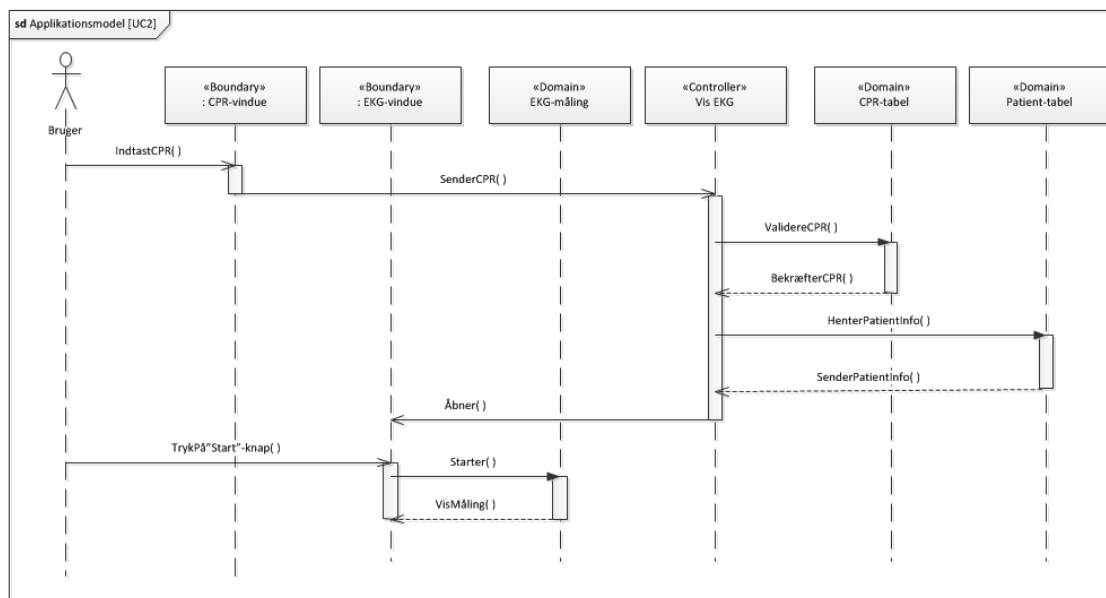 sd Applikationsmodel [UC2]
Bruger
«Boundary»
: CPR-vindue
«Boundary»
: EKG-vindue
«Domain»
EKG-måling
«Controller»
Vis EKG
«Domain»
CPR-tabel
«Domain»
Patient-tabel
IndtastCPR( )
SenderCPR( )
ValidereCPR( )
BekræfterCPR( )
HenterPatientInfo( )
SenderPatientInfo( )
Åbner( )
TrykPå”Start”-knap( )
Starter( )
VisMåling( )